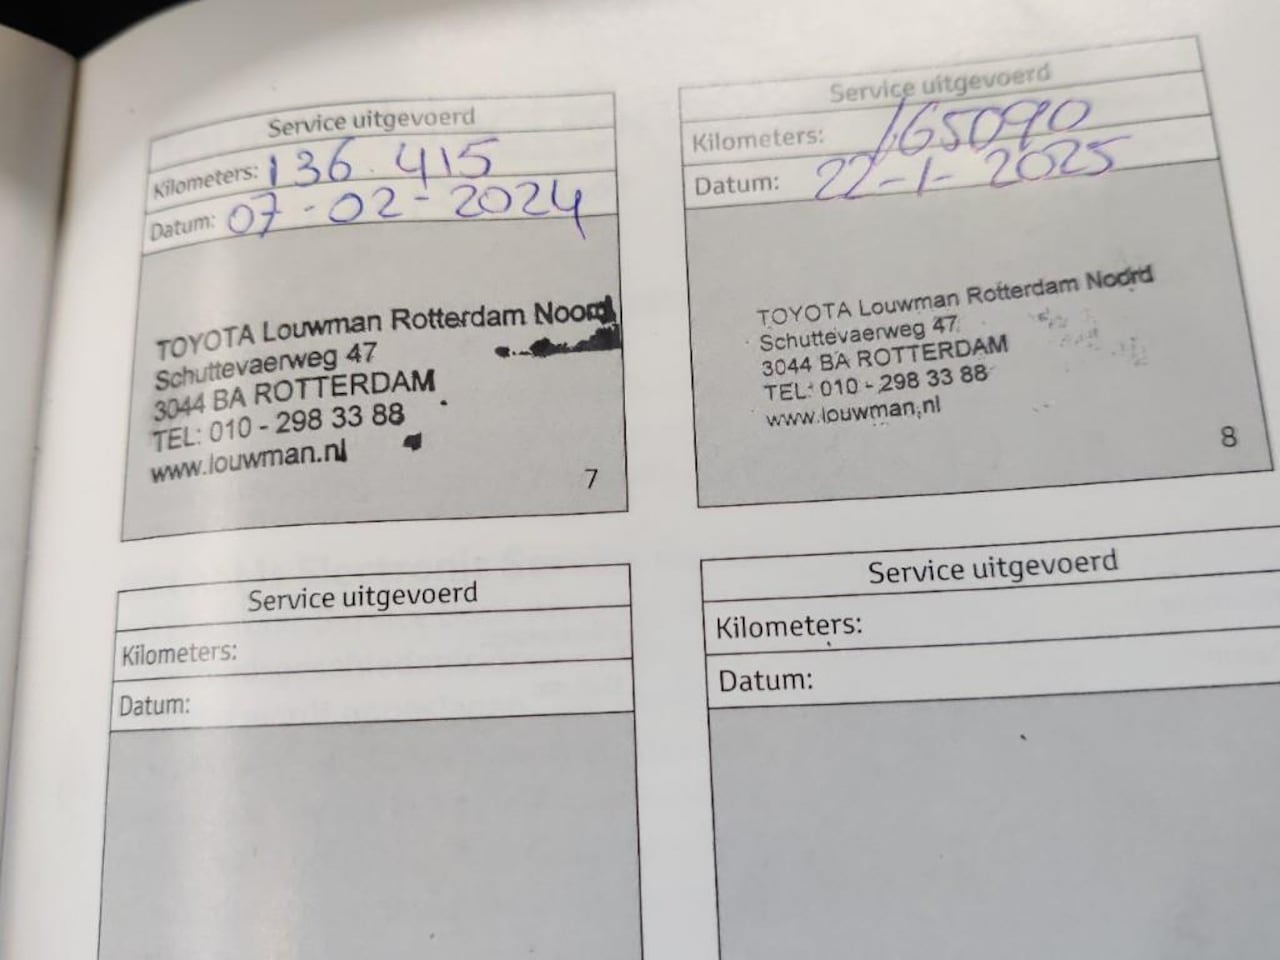 Service uitgevoerd
Kilometers: 136.415
Datum: 07-02-2024
TOYOTA Louwman Rotterdam Noord
Schuttevaerweg 47
3044 BA ROTTERDAM
TEL: 010 - 298 33 88
www.louwman.nl
7
Service uitgevoerd
Kilometers: 165090
Datum: 22-1-2025
TOYOTA Louwman Rotterdam Noord
Schuttevaerweg 47
3044 BA ROTTERDAM
TEL: 010 - 298 33 88
www.louwman.nl
8
Service uitgevoerd
Kilometers:
Datum:
Service uitgevoerd
Kilometers:
Datum: